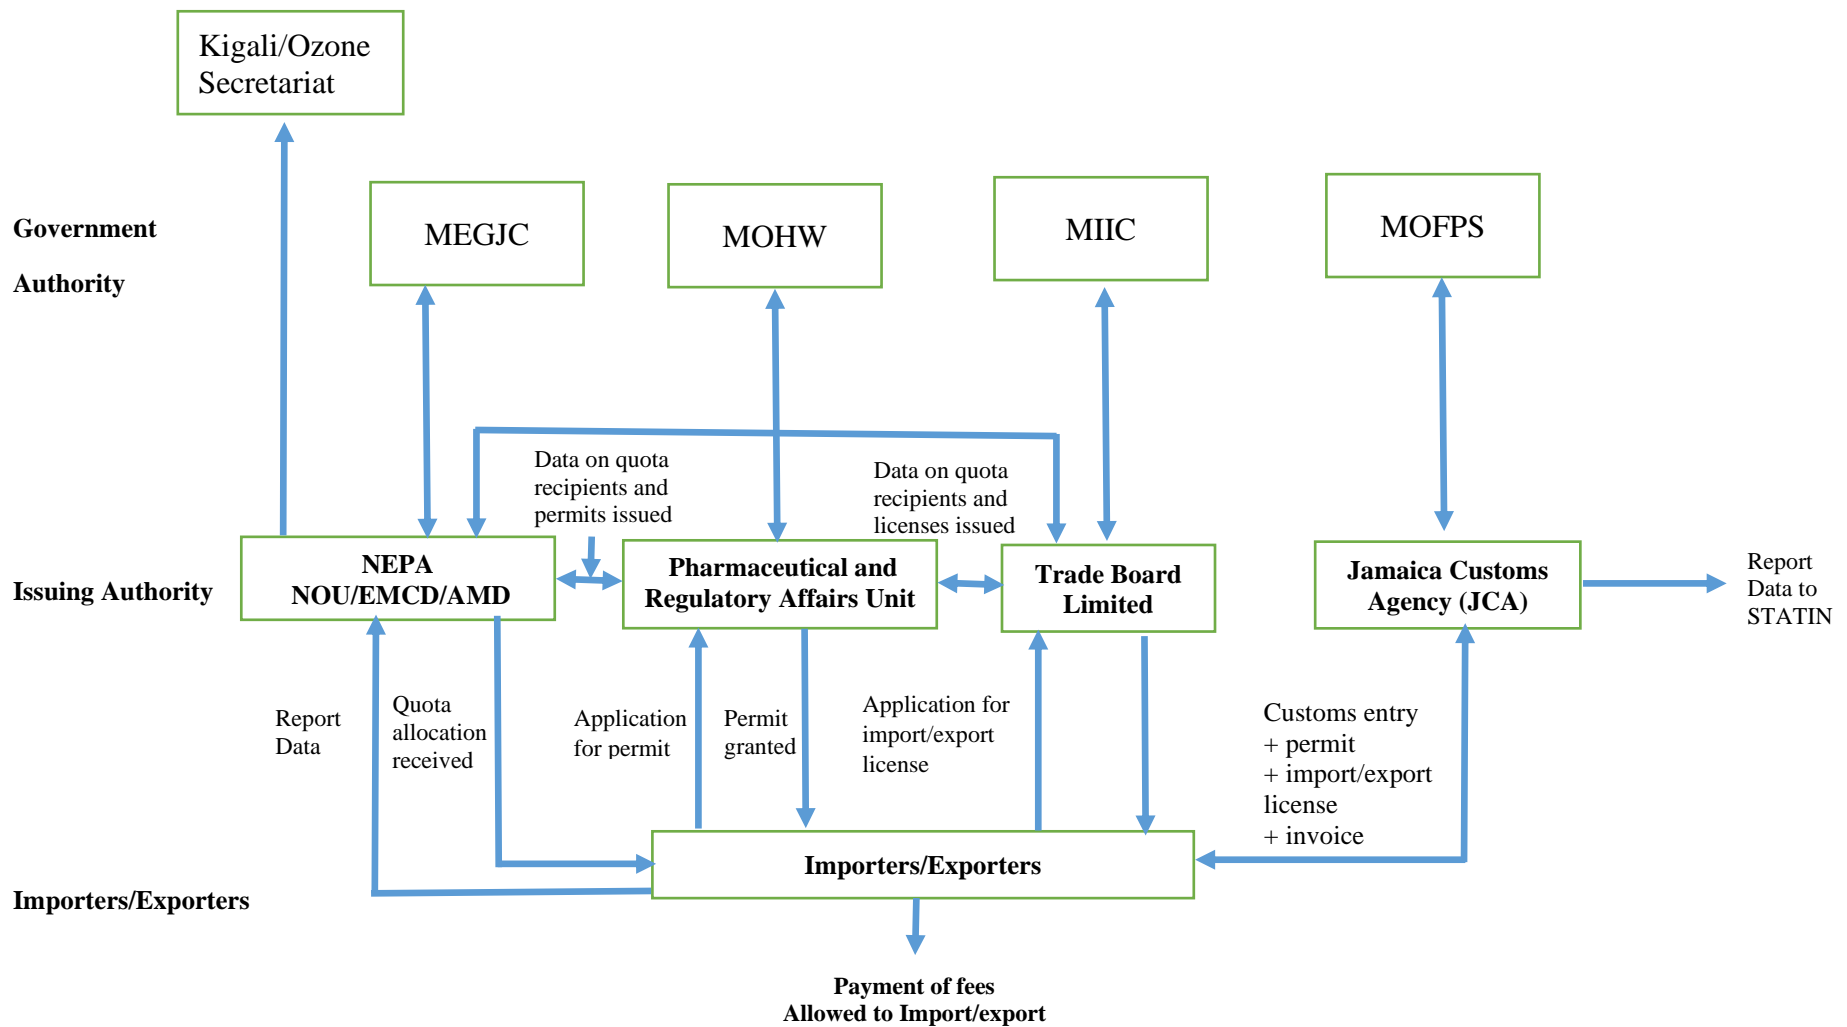 Kigali/Ozone
Secretariat
Government
Authority
MEGJC
MOHW
MIIC
MOFPS
Data on quota
recipients and
permits issued
Data on quota
recipients and
licenses issued
Issuing Authority
NEPA
NOU/EMCD/AMD
Pharmaceutical and
Regulatory Affairs Unit
Trade Board
Limited
Jamaica Customs
Agency (JCA)
Report
Data to
STATIN
Report
Data
Quota
allocation
received
Application
for permit
Permit
granted
Application for
import/export
license
Customs entry
+ permit
+ import/export
license
+ invoice
Importers/Exporters
Importers/Exporters
Payment of fees
Allowed to Import/export